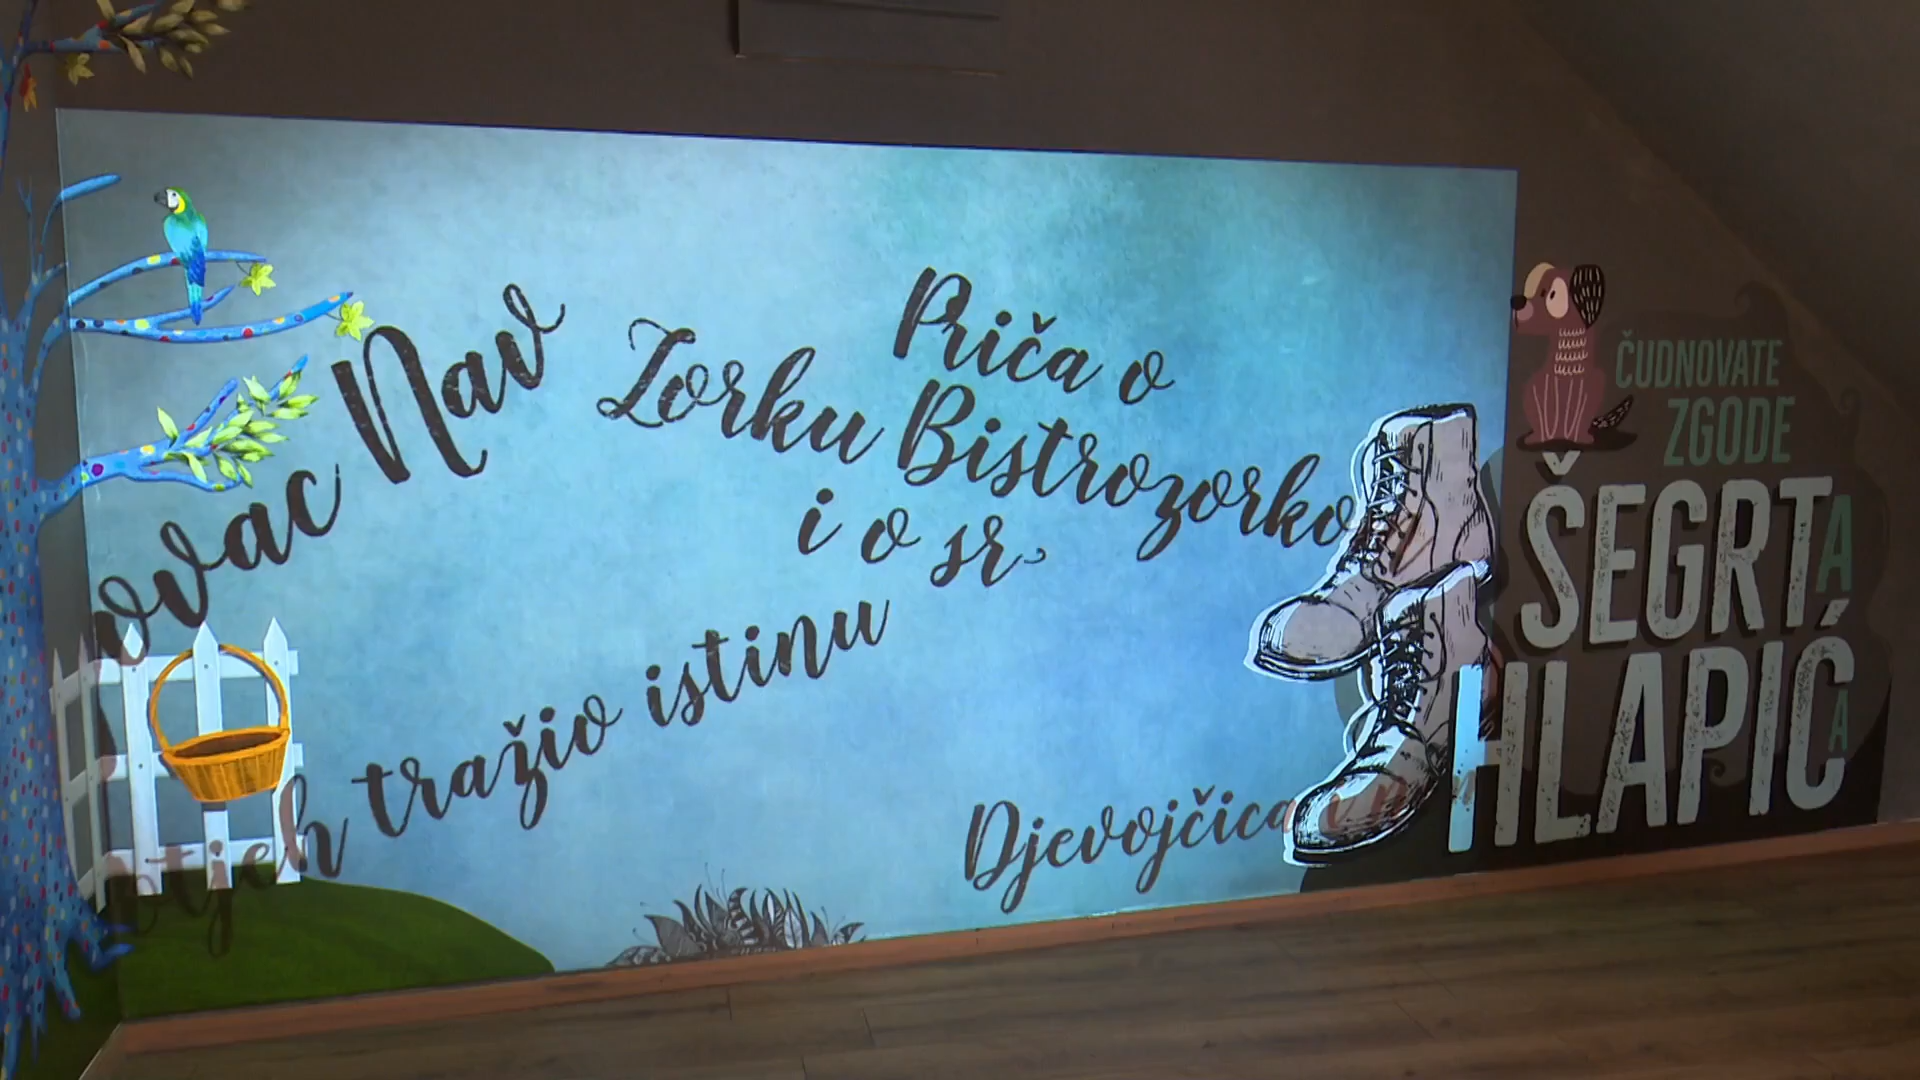 Nav
ovac
Priča o
Zorku Bistrozorko
i o sr
tražio istinu
Djevojčica
ČUDNOVATE
ZGODE
ŠEGRTA
HLAPIĆA